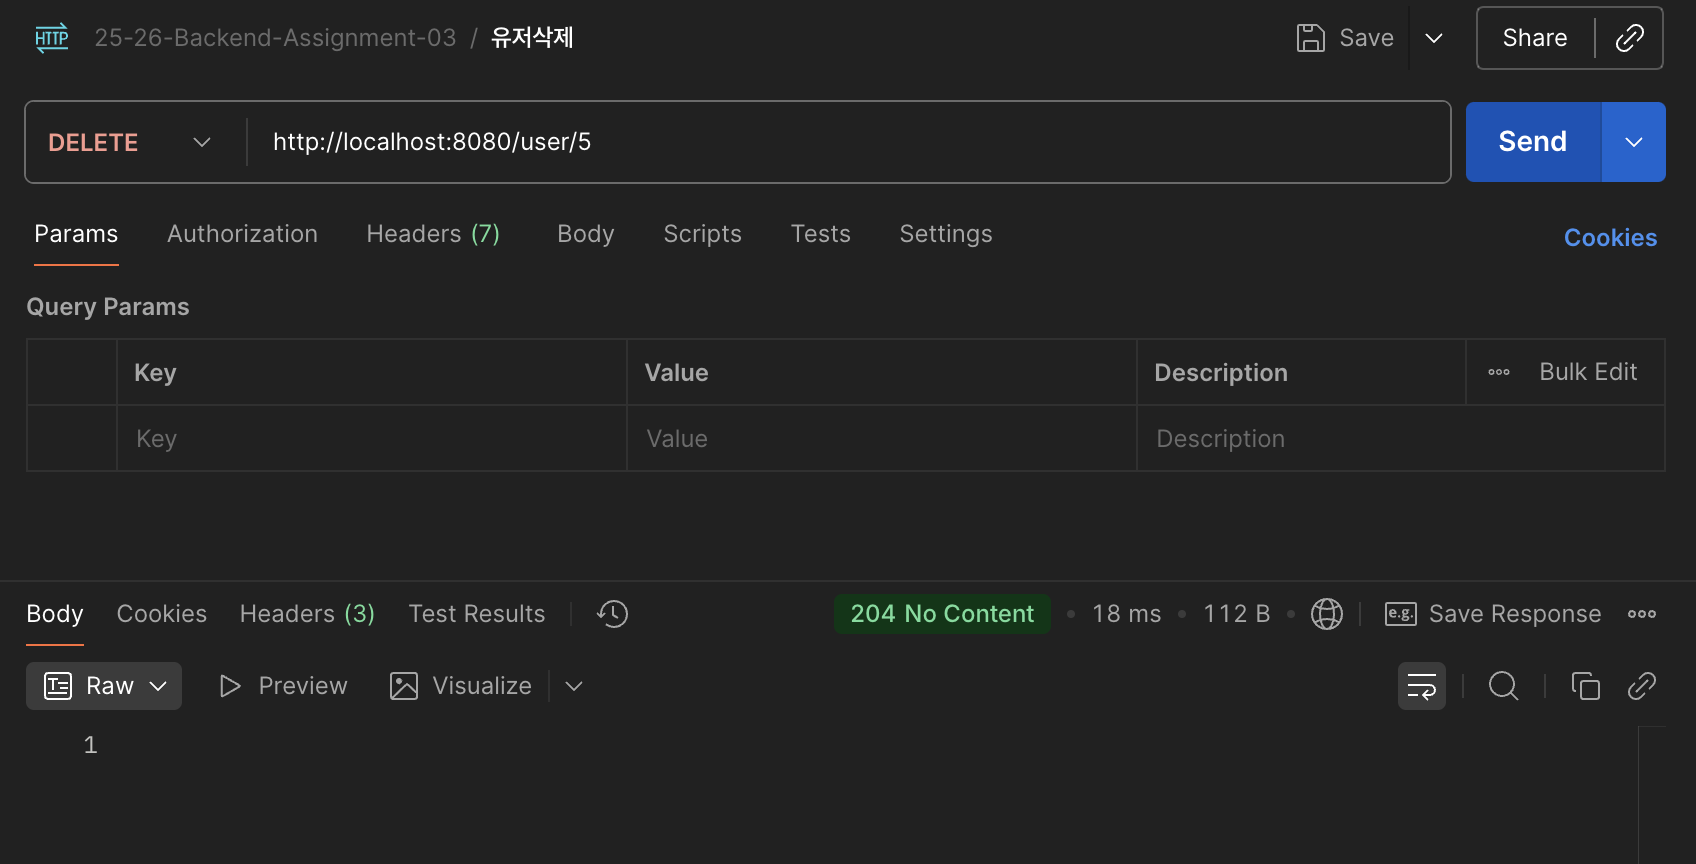 HTTP 25-26-Backend-Assignment-03 / 유저삭제 Save Share
DELETE http://localhost:8080/user/5 Send
Params Authorization Headers (7) Body Scripts Tests Settings Cookies
Query Params
Key Value Description Bulk Edit
Key Value Description
Body Cookies Headers (3) Test Results 204 No Content • 18 ms • 112 B • e.g. Save Response
Raw Preview Visualize
1